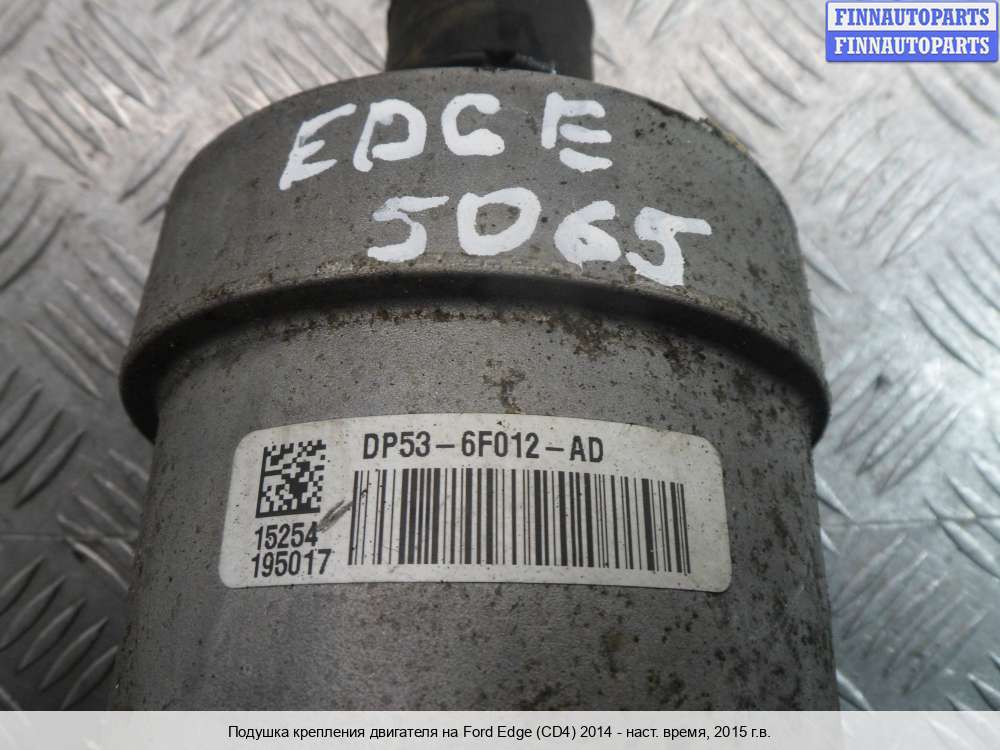 FINNAUTOPARTS
FINNAUTOPARTS
EDGE
5065
DP53-6F012-AD
15254
195017
Подушка крепления двигателя на Ford Edge (CD4) 2014 - наст. время, 2015 г.в.